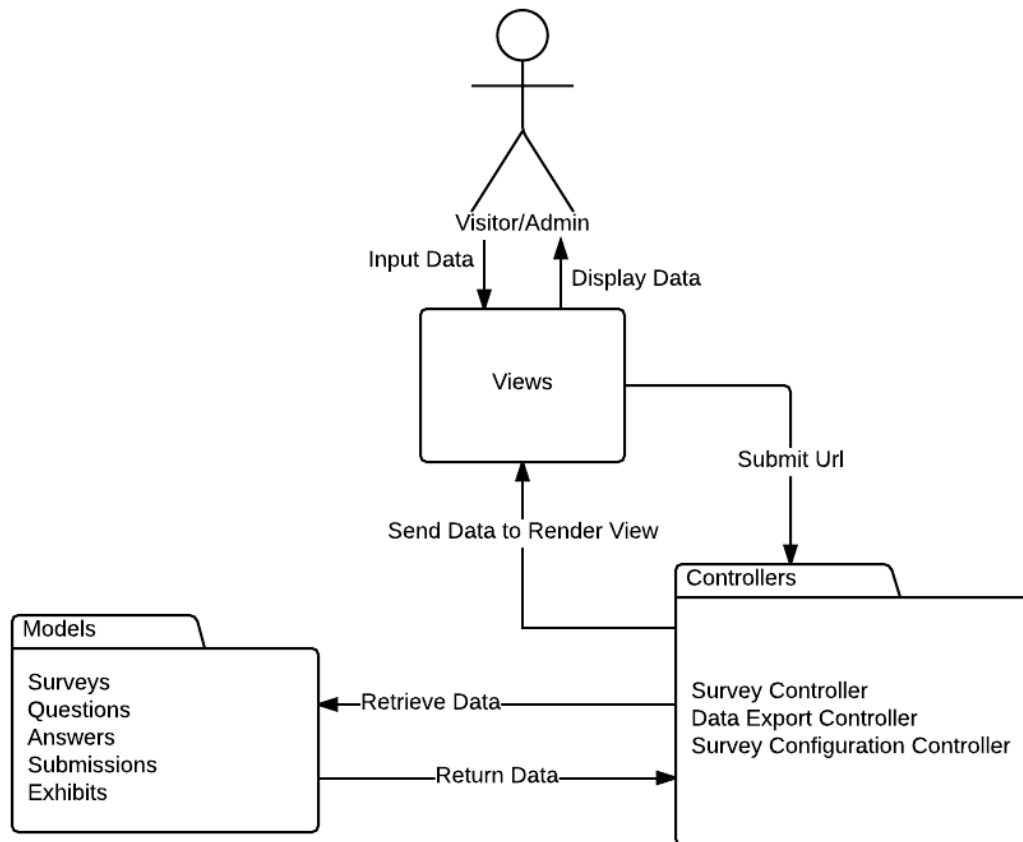 Visitor/Admin
Input Data
Display Data
Views
Submit Url
Send Data to Render View
Controllers
Models
Surveys
Questions
Answers
Submissions
Exhibits
Retrieve Data
Return Data
Survey Controller
Data Export Controller
Survey Configuration Controller